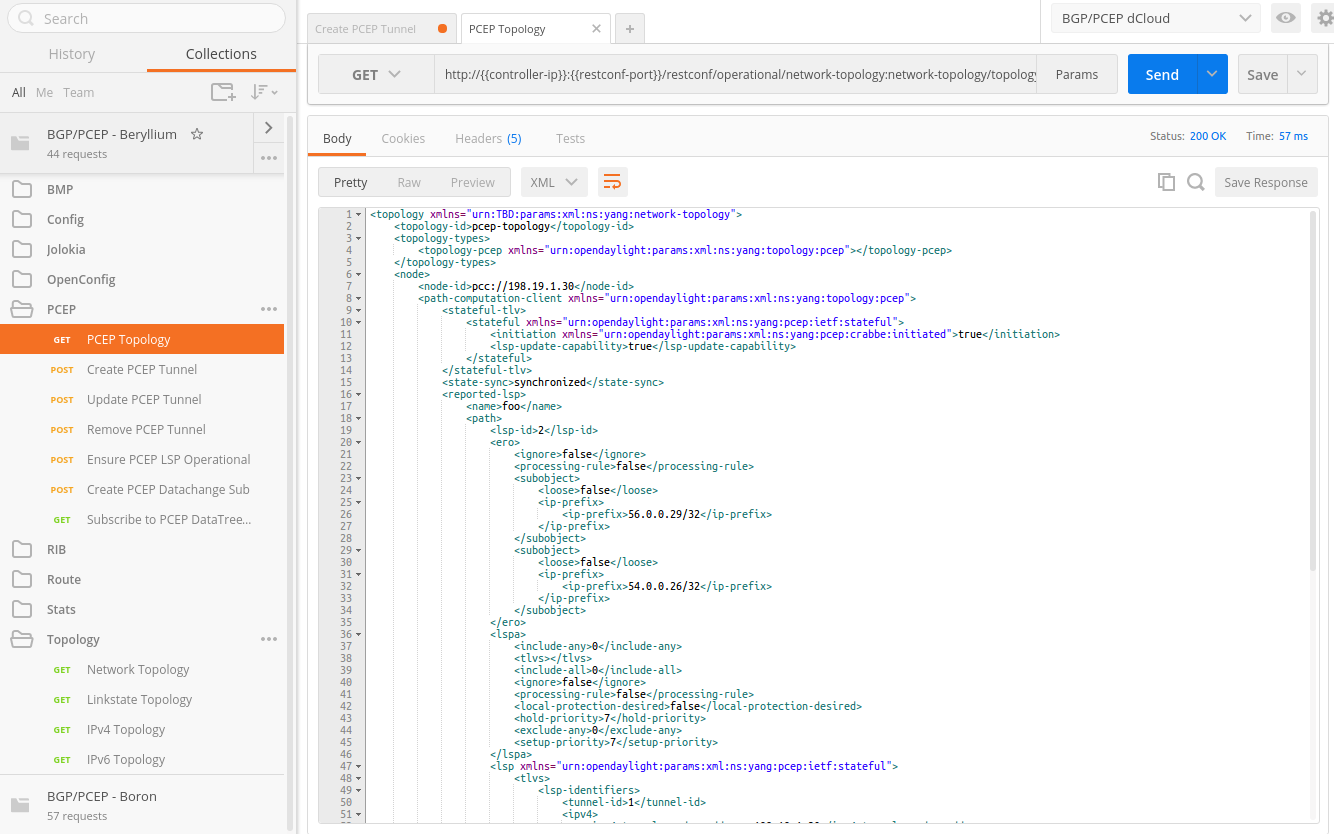 Search
History
Collections
All Me Team
BGP/PCEP - Beryllium
44 requests
BMP
Config
Jolokia
OpenConfig
PCEP
GET PCEP Topology
POST Create PCEP Tunnel
POST Update PCEP Tunnel
POST Remove PCEP Tunnel
POST Ensure PCEP LSP Operational
POST Create PCEP Datachange Sub
GET Subscribe to PCEP DataTree...
RIB
Route
Stats
Topology
GET Network Topology
GET Linkstate Topology
GET IPv4 Topology
GET IPv6 Topology
BGP/PCEP - Boron
57 requests
Create PCEP Tunnel
PCEP Topology
BGP/PCEP dCloud
GET http://{{controller-ip}}:{{restconf-port}}/restconf/operational/network-topology:network-topology/topology Params Send Save
Body Cookies Headers (5) Tests
Status: 200 OK Time: 57 ms
Pretty Raw Preview XML Save Response
1 <topology xmlns="urn:TBD:params:xml:ns:yang:network-topology">
2 <topology-id>pcep-topology</topology-id>
3 <topology-types>
4 <topology-pcep xmlns="urn:opendaylight:params:xml:ns:yang:topology:pcep"></topology-pcep>
5 </topology-types>
6 <node>
7 <node-id>pcc://198.19.1.30</node-id>
8 <path-computation-client xmlns="urn:opendaylight:params:xml:ns:yang:topology:pcep">
9 <stateful-tlv>
10 <stateful xmlns="urn:opendaylight:params:xml:ns:yang:pcep:ietf:stateful">
11 <initiation xmlns="urn:opendaylight:params:xml:ns:yang:pcep:crabbe:initiated">true</initiation>
12 <lsp-update-capability>true</lsp-update-capability>
13 </stateful>
14 </stateful-tlv>
15 <state-sync>synchronized</state-sync>
16 <reported-lsp>
17 <name>foo</name>
18 <path>
19 <lsp-id>2</lsp-id>
20 <ero>
21 <ignore>false</ignore>
22 <processing-rule>false</processing-rule>
23 <subobject>
24 <loose>false</loose>
25 <ip-prefix>
26 <ip-prefix>56.0.0.29/32</ip-prefix>
27 </ip-prefix>
28 </subobject>
29 <subobject>
30 <loose>false</loose>
31 <ip-prefix>
32 <ip-prefix>54.0.0.26/32</ip-prefix>
33 </ip-prefix>
34 </subobject>
35 </ero>
36 <lspa>
37 <include-any>0</include-any>
38 <tlvs></tlvs>
39 <include-all>0</include-all>
40 <ignore>false</ignore>
41 <processing-rule>false</processing-rule>
42 <local-protection-desired>false</local-protection-desired>
43 <hold-priority>7</hold-priority>
44 <exclude-any>0</exclude-any>
45 <setup-priority>7</setup-priority>
46 </lspa>
47 <lsp xmlns="urn:opendaylight:params:xml:ns:yang:pcep:ietf:stateful">
48 <tlvs>
49 <lsp-identifiers>
50 <tunnel-id>1</tunnel-id>
51 <ipv4>